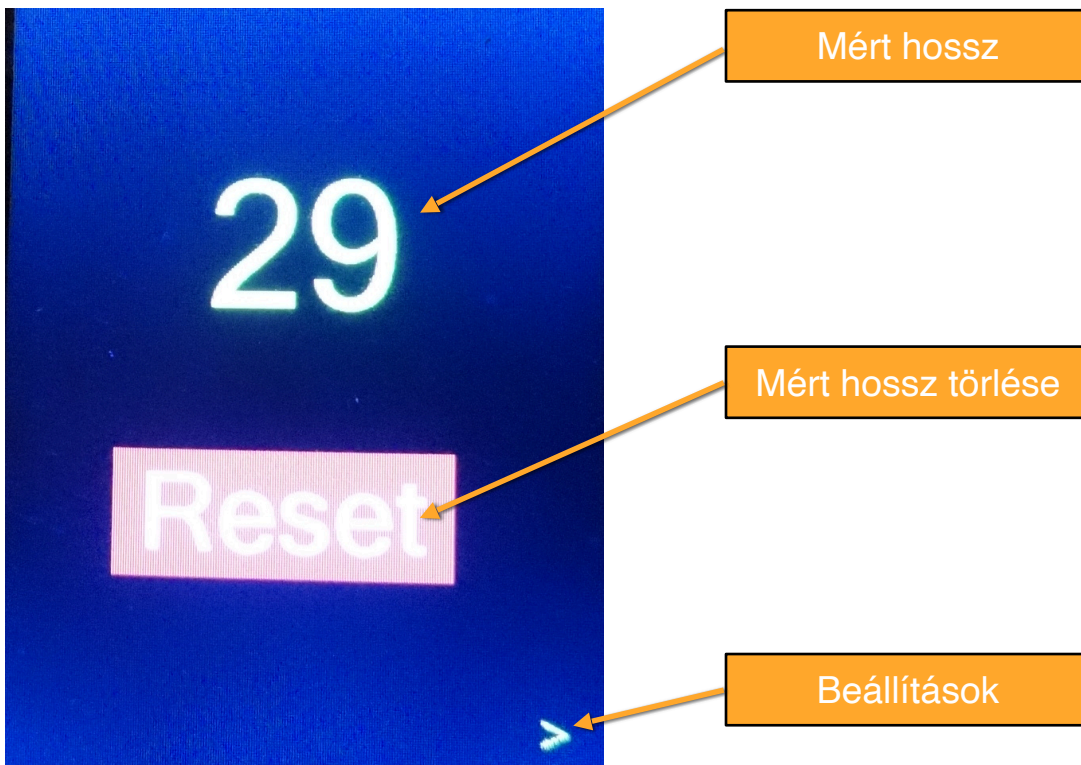 Mért hossz
29
Mért hossz törlése
Reset
Beállítások
>